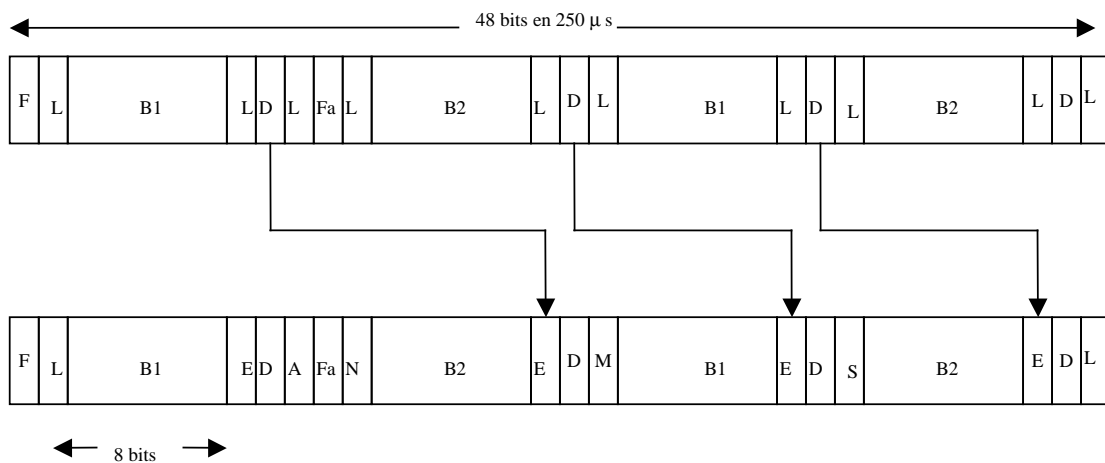 48 bits en 250 µ s
F L B1 L D L Fa L B2 L D L B1 L D L B2 L D L
F L B1 E D A Fa N B2 E D M B1 E D S B2 E D L
8 bits